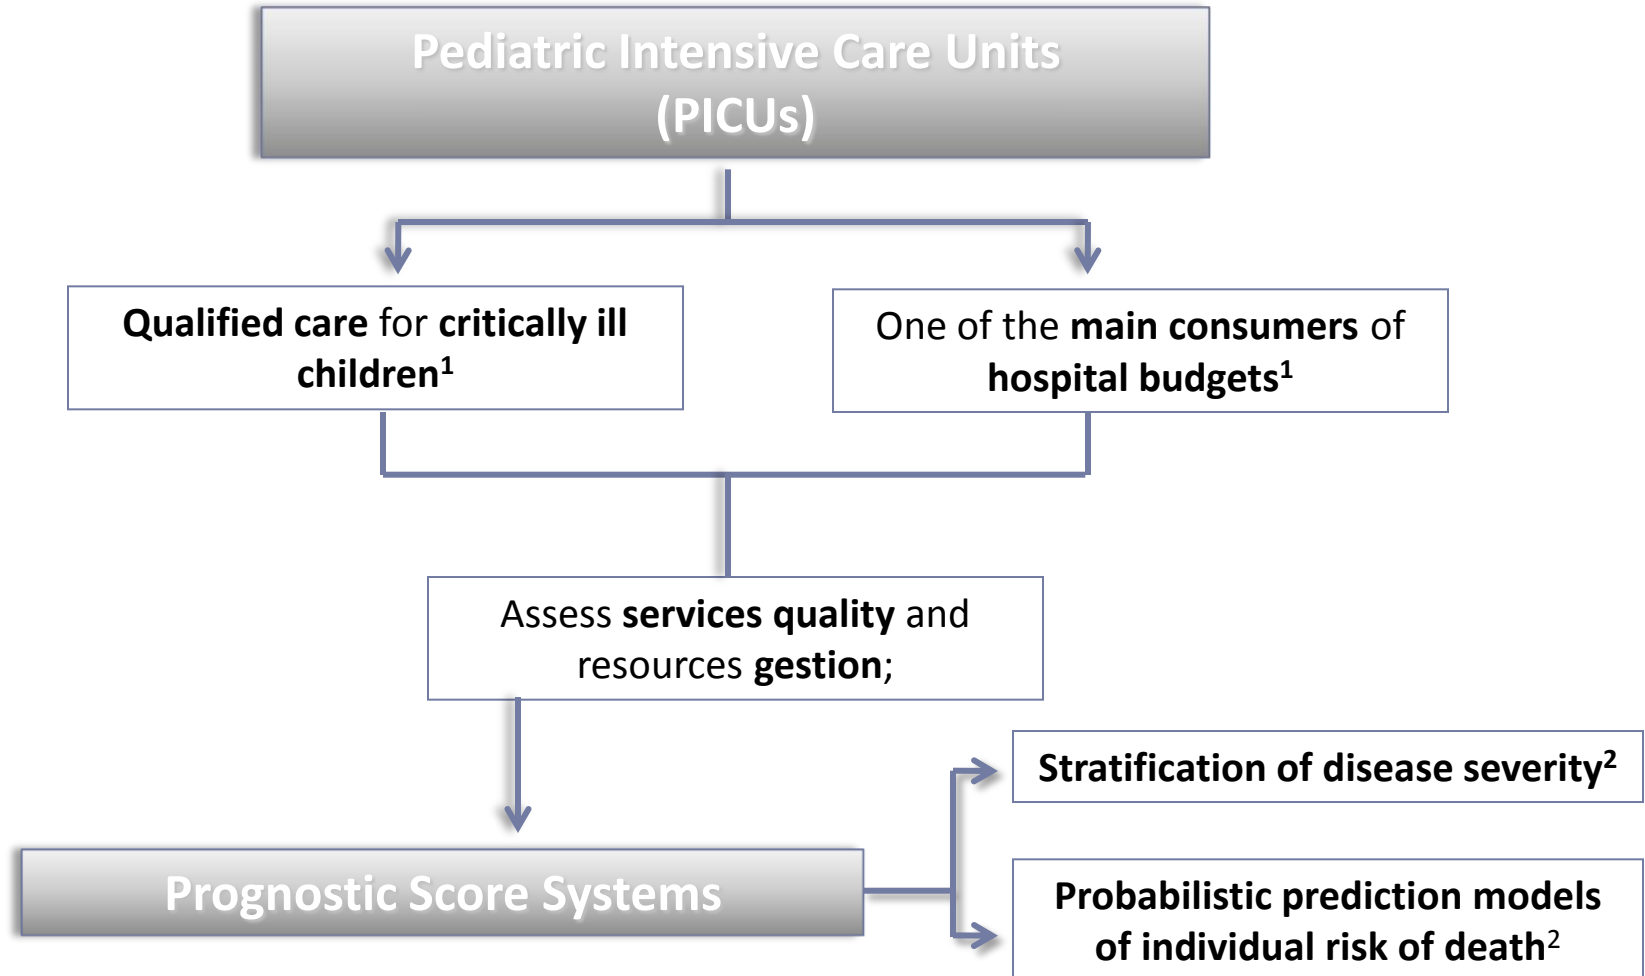 Pediatric Intensive Care Units
(PICUs)
Qualified care for critically ill
children¹
One of the main consumers of
hospital budgets¹
Assess services quality and
resources gestion;
Stratification of disease severity²
Prognostic Score Systems
Probabilistic prediction models
of individual risk of death²